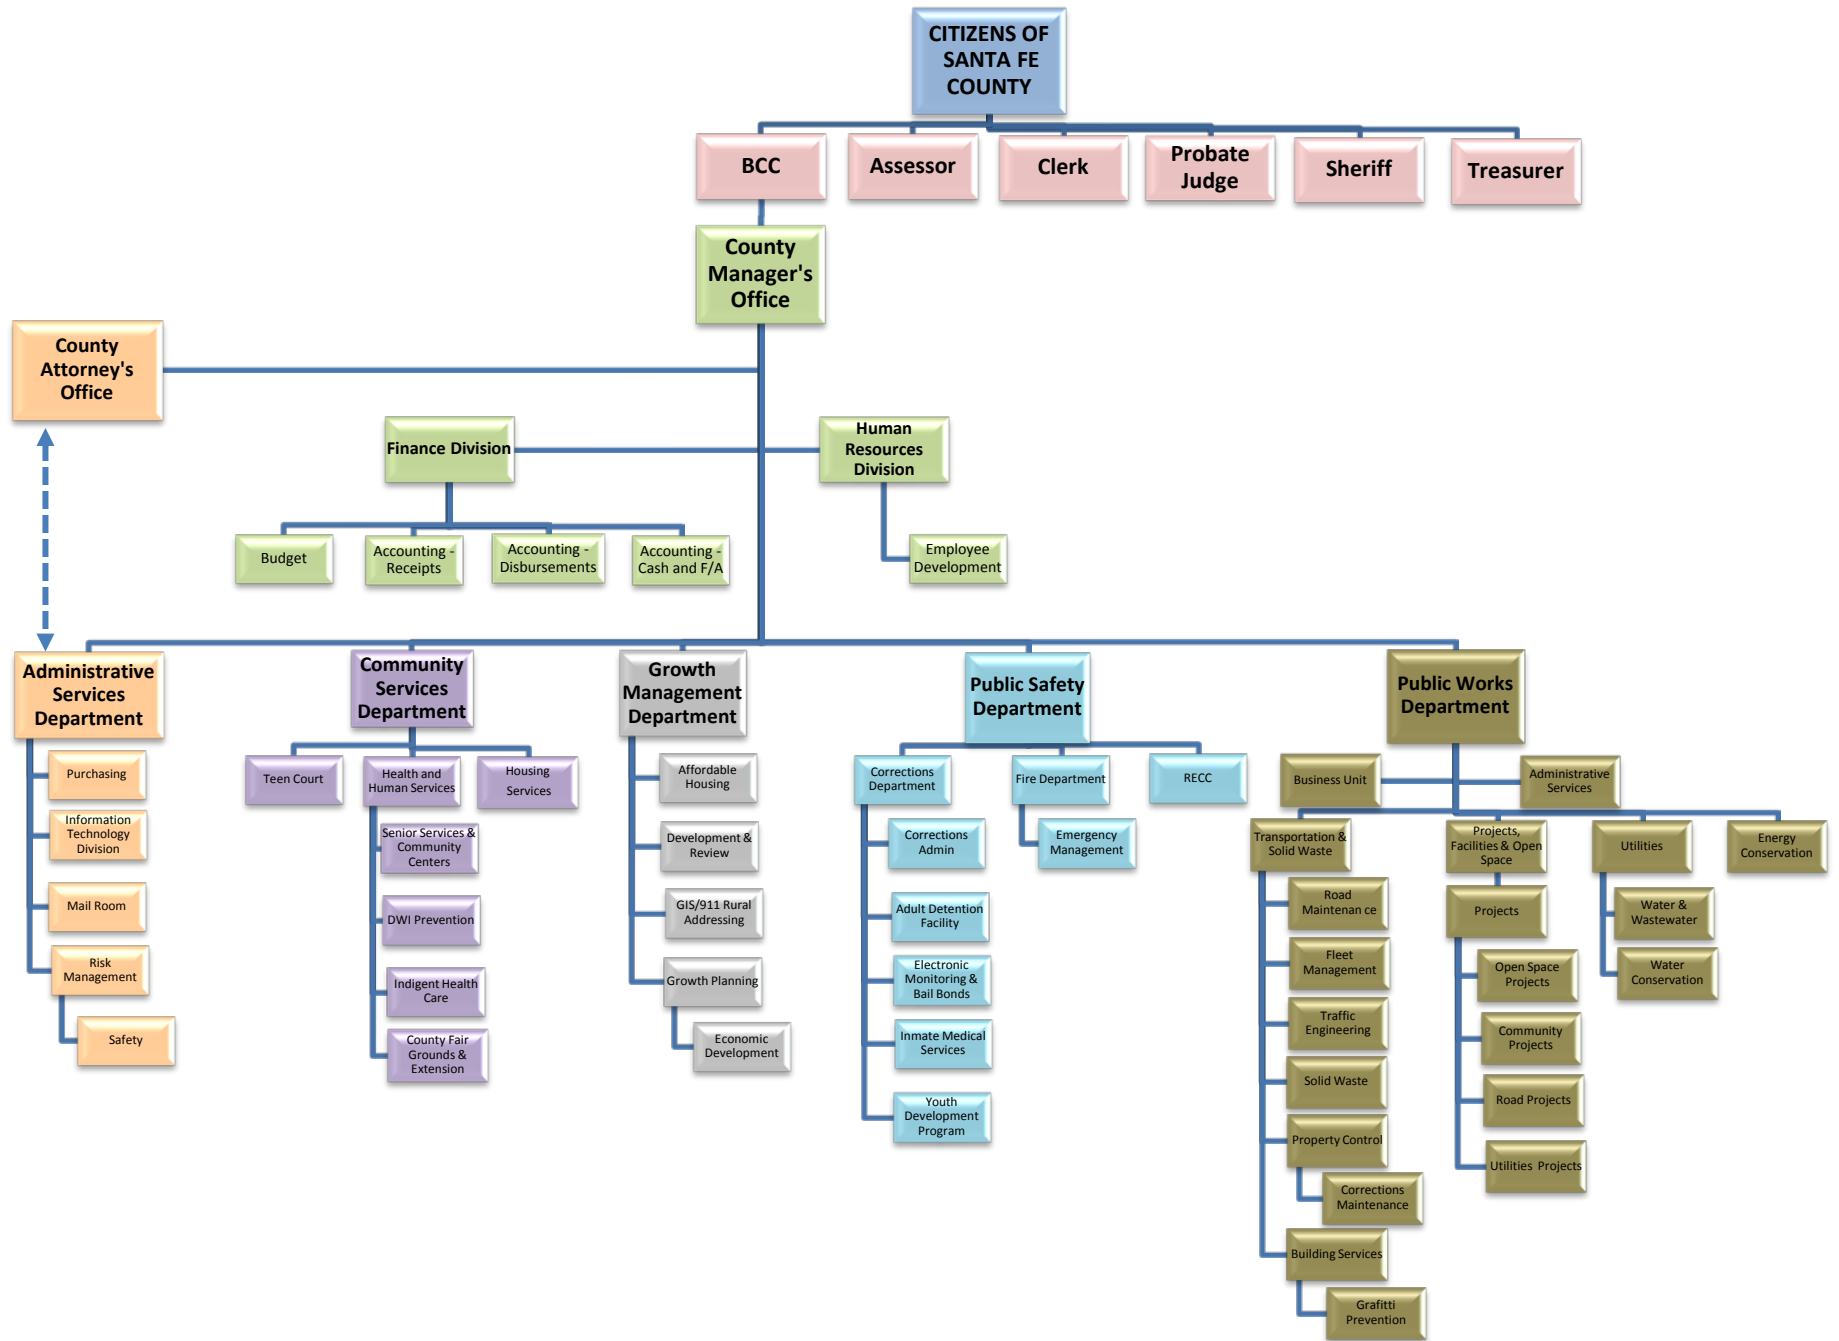 CITIZENS OF
SANTA FE
COUNTY
BCC
Assessor
Clerk
Probate
Judge
Sheriff
Treasurer
County
Manager's
Office
County
Attorney's
Office
Finance Division
Human
Resources
Division
Budget
Accounting -
Receipts
Accounting -
Disbursements
Accounting -
Cash and F/A
Employee
Development
Administrative
Services
Department
Purchasing
Information
Technology
Division
Mail Room
Risk
Management
Safety
Community
Services
Department
Teen Court
Health and
Human Services
Housing
Services
Senior Services &
Community
Centers
DWI Prevention
Indigent Health
Care
County Fair
Grounds &
Extension
Growth
Management
Department
Affordable
Housing
Development &
Review
GIS/911 Rural
Addressing
Growth Planning
Economic
Development
Public Safety
Department
Corrections
Department
Fire Department
RECC
Corrections
Admin
Emergency
Management
Adult Detention
Facility
Electronic
Monitoring &
Bail Bonds
Inmate Medical
Services
Youth
Development
Program
Public Works
Department
Business Unit
Administrative
Services
Transportation &
Solid Waste
Projects,
Facilities & Open
Space
Utilities
Energy
Conservation
Road
Maintenan ce
Fleet
Management
Traffic
Engineering
Solid Waste
Property Control
Corrections
Maintenance
Building Services
Grafitti
Prevention
Projects
Open Space
Projects
Community
Projects
Road Projects
Utilities Projects
Water &
Wastewater
Water
Conservation